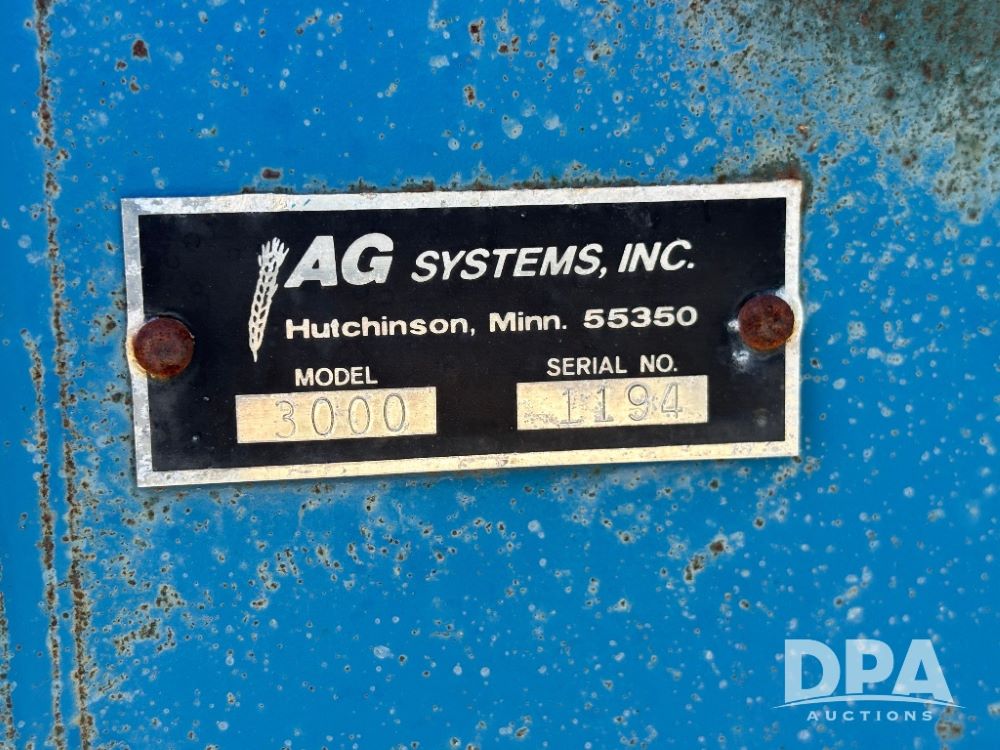 AG SYSTEMS, INC.
Hutchinson, Minn. 55350
MODEL SERIAL NO.
3000 1194
DPA
AUCTIONS